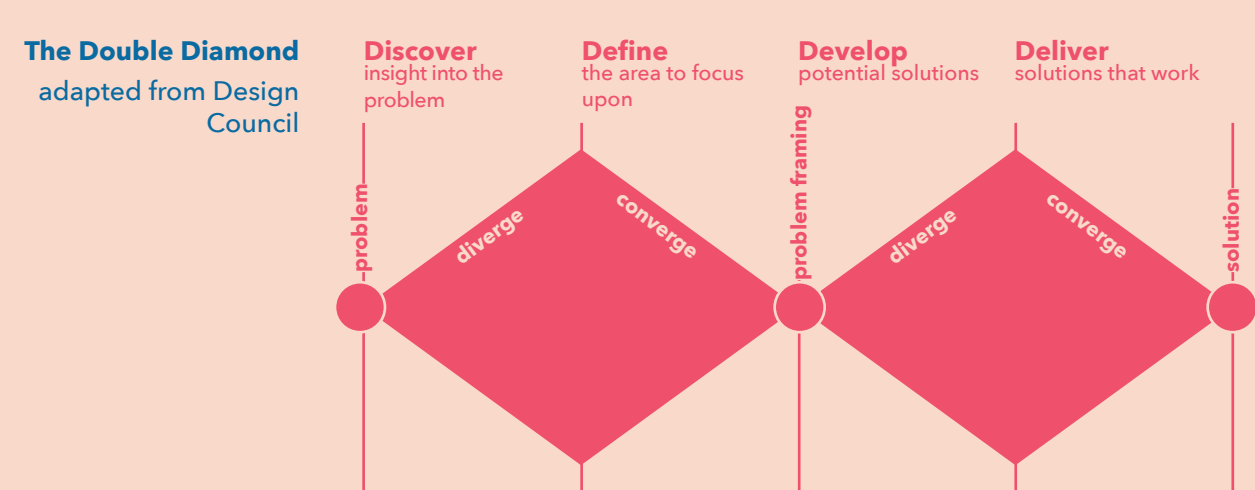 The Double Diamond
adapted from Design
Council
Discover
insight into the
problem
Define
the area to focus
upon
Develop
potential solutions
Deliver
solutions that work
problem
diverge
converge
problem framing
diverge
converge
solution